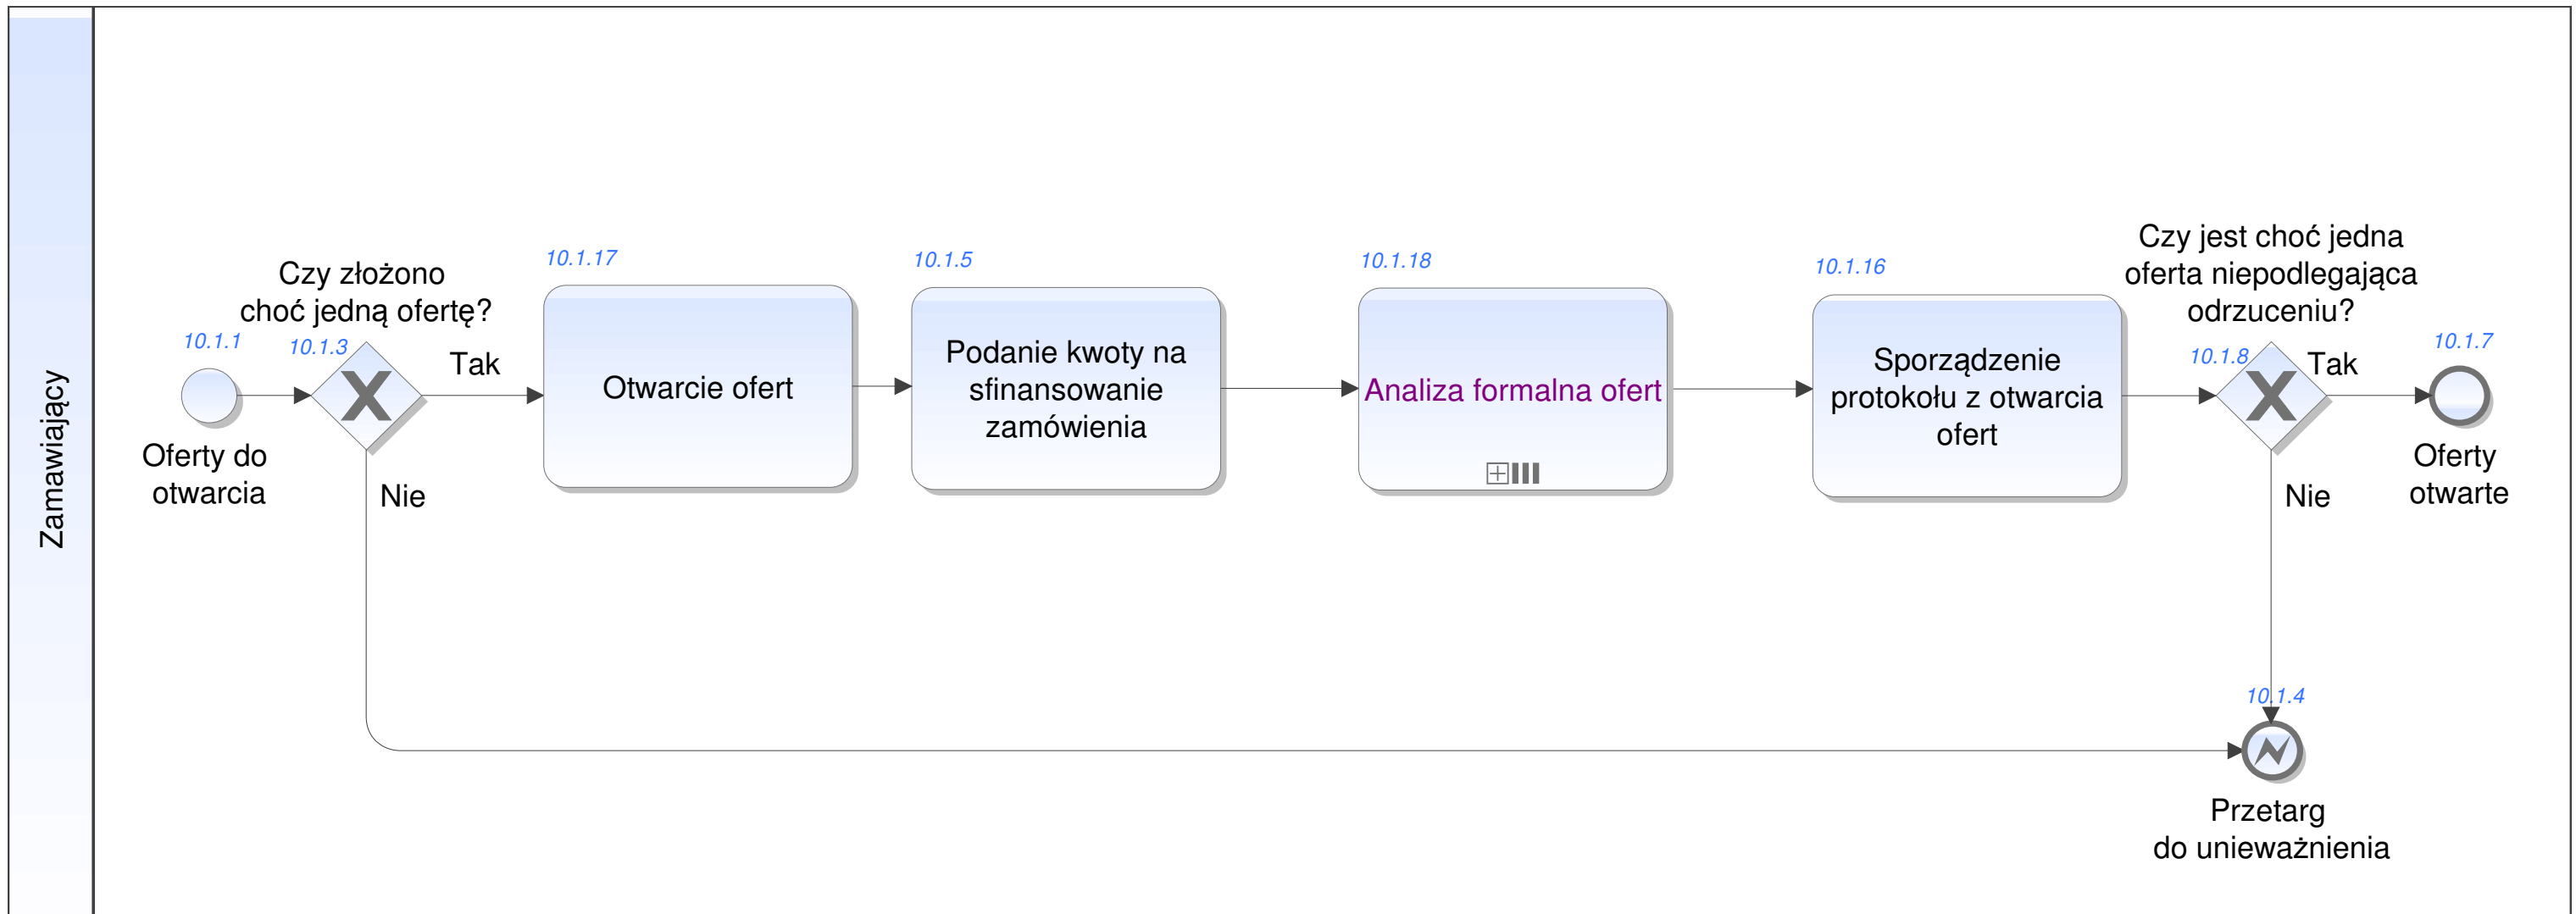 Zamawiający
10.1.1
Oferty do
otwarcia
Czy złożono
choć jedną ofertę?
10.1.3
Tak
Nie
10.1.17
Otwarcie ofert
10.1.5
Podanie kwoty na
sfinansowanie
zamówienia
10.1.18
Analiza formalna ofert
10.1.16
Sporządzenie
protokołu z otwarcia
ofert
Czy jest choć jedna
oferta niepodlegająca
odrzuceniu?
10.1.8
Tak
Nie
10.1.7
Oferty
otwarte
10.1.4
Przetarg
do unieważnienia